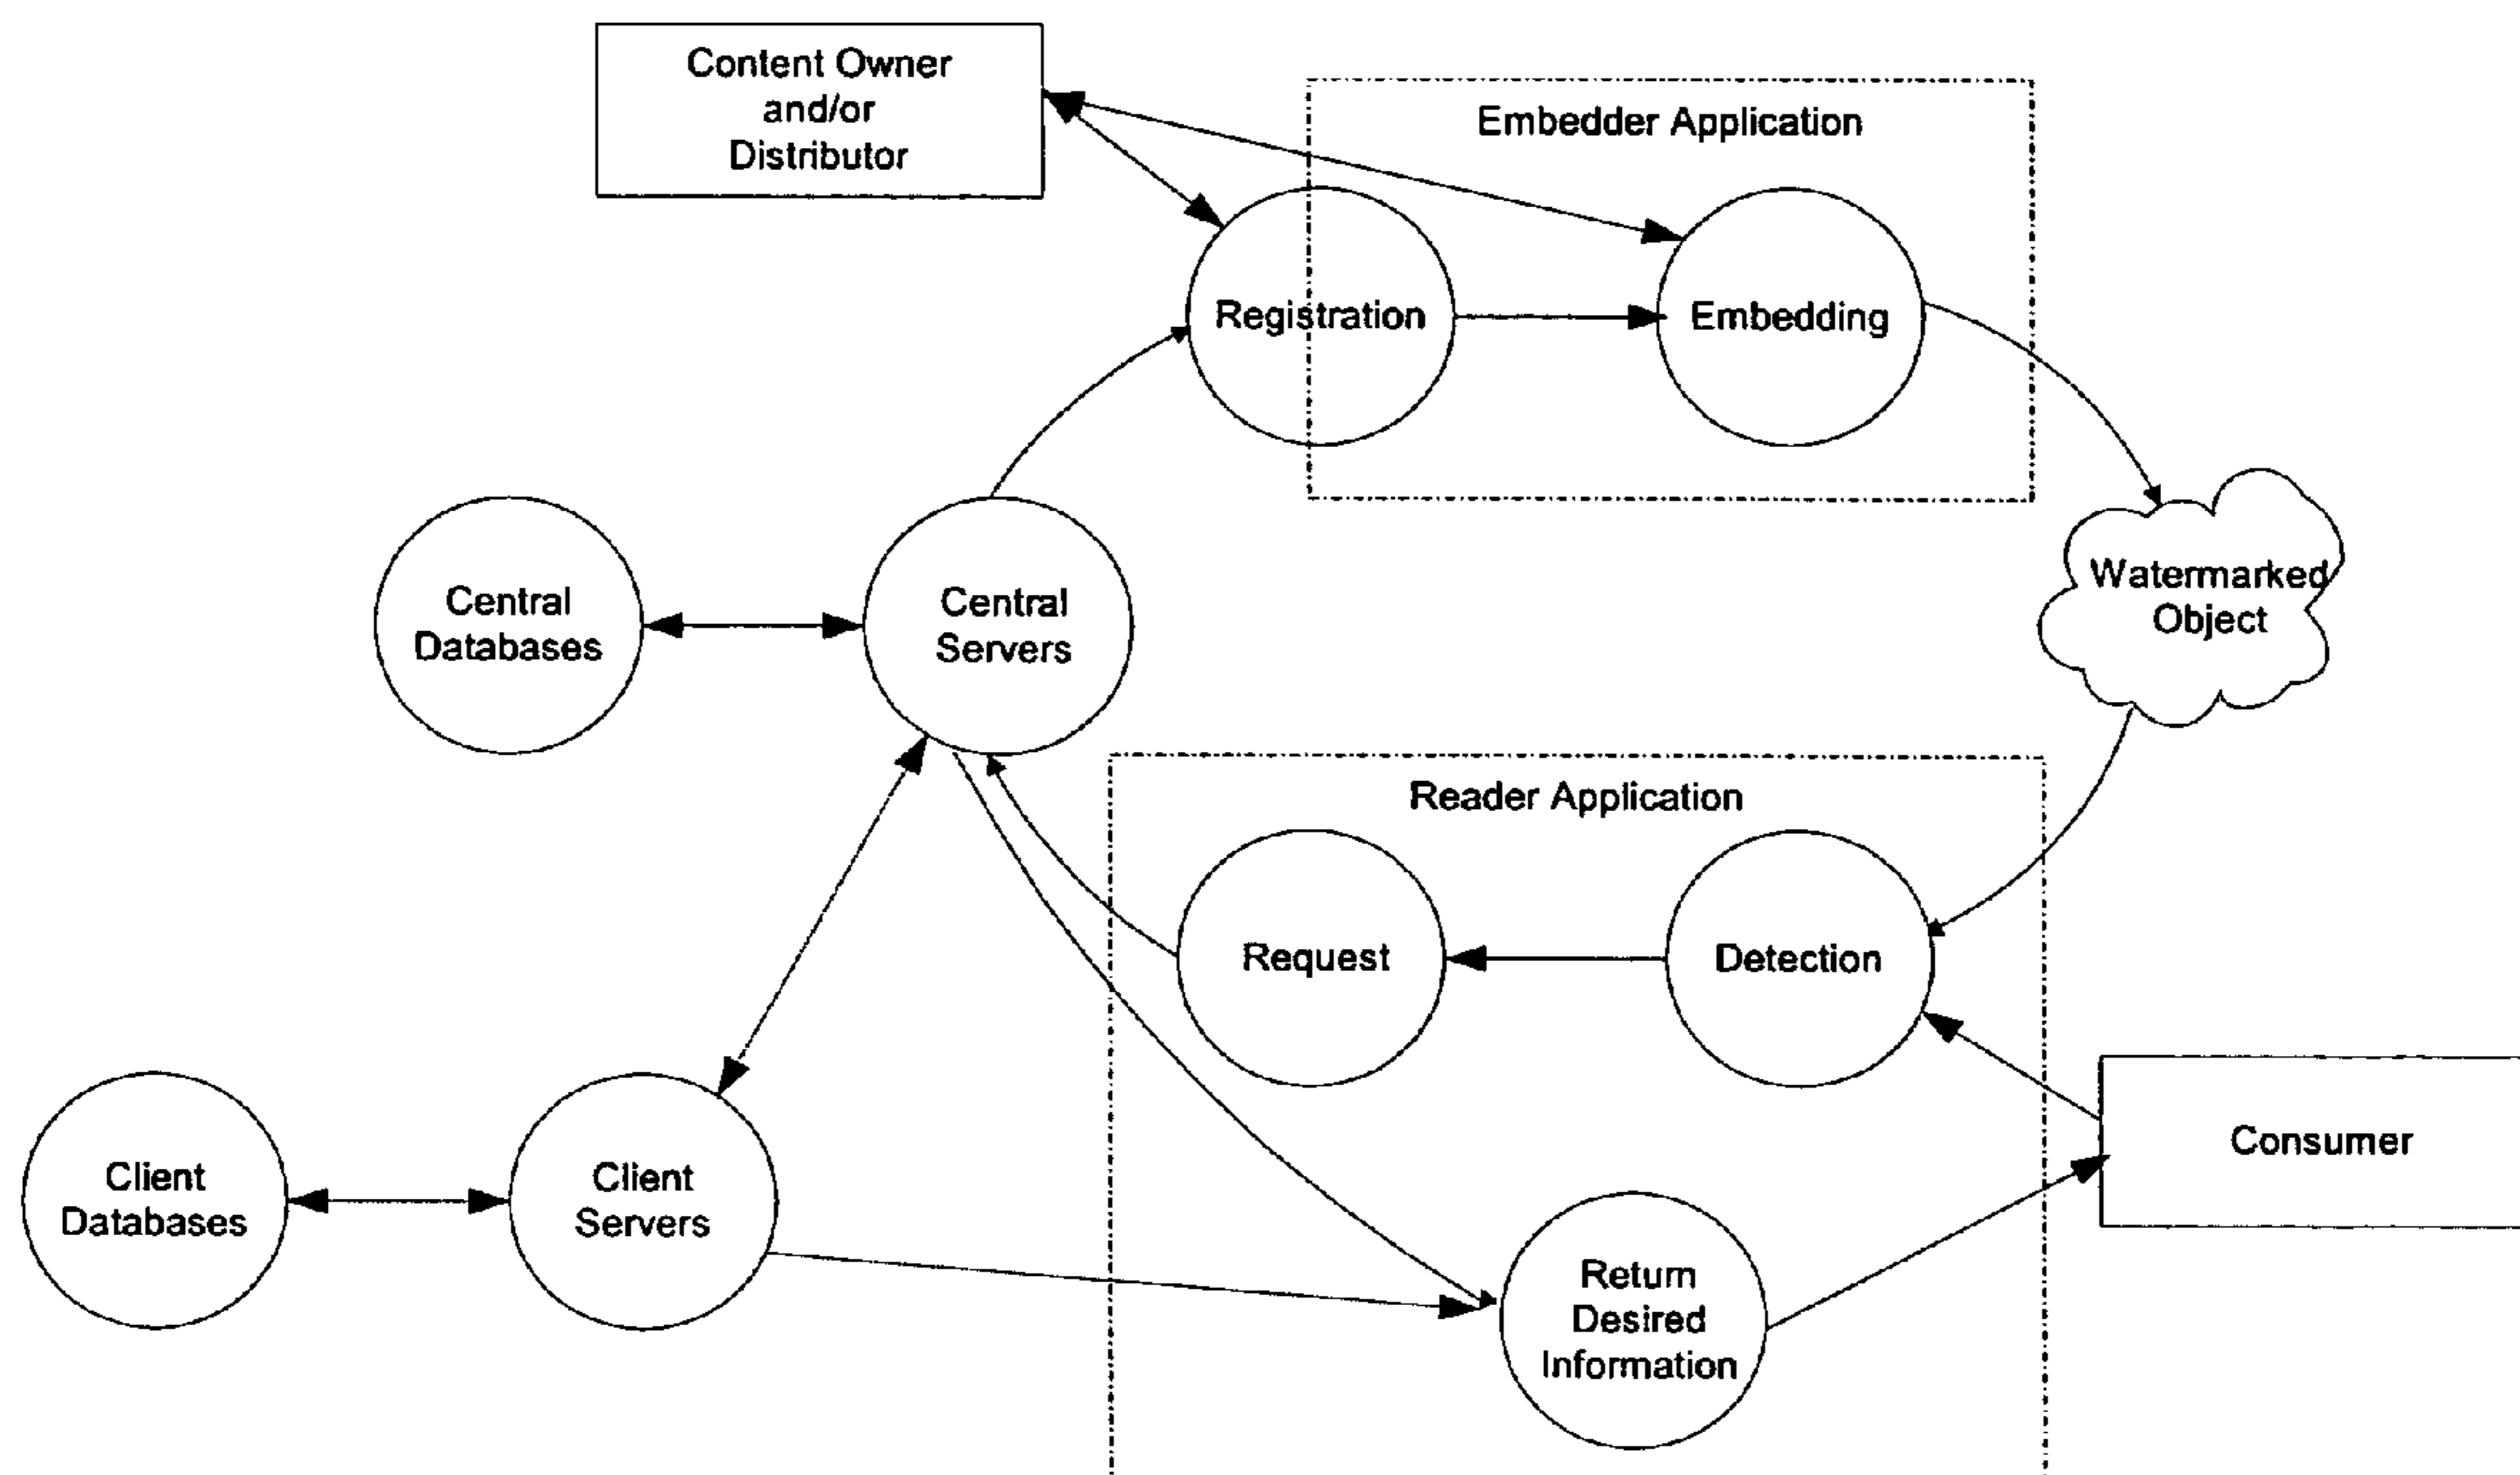 Content Owner
and/or
Distributor
Embedder Application
Registration
Embedding
Central
Databases
Central
Servers
Watermarked
Object
Reader Application
Request
Detection
Consumer
Client
Databases
Client
Servers
Return
Desired
Information